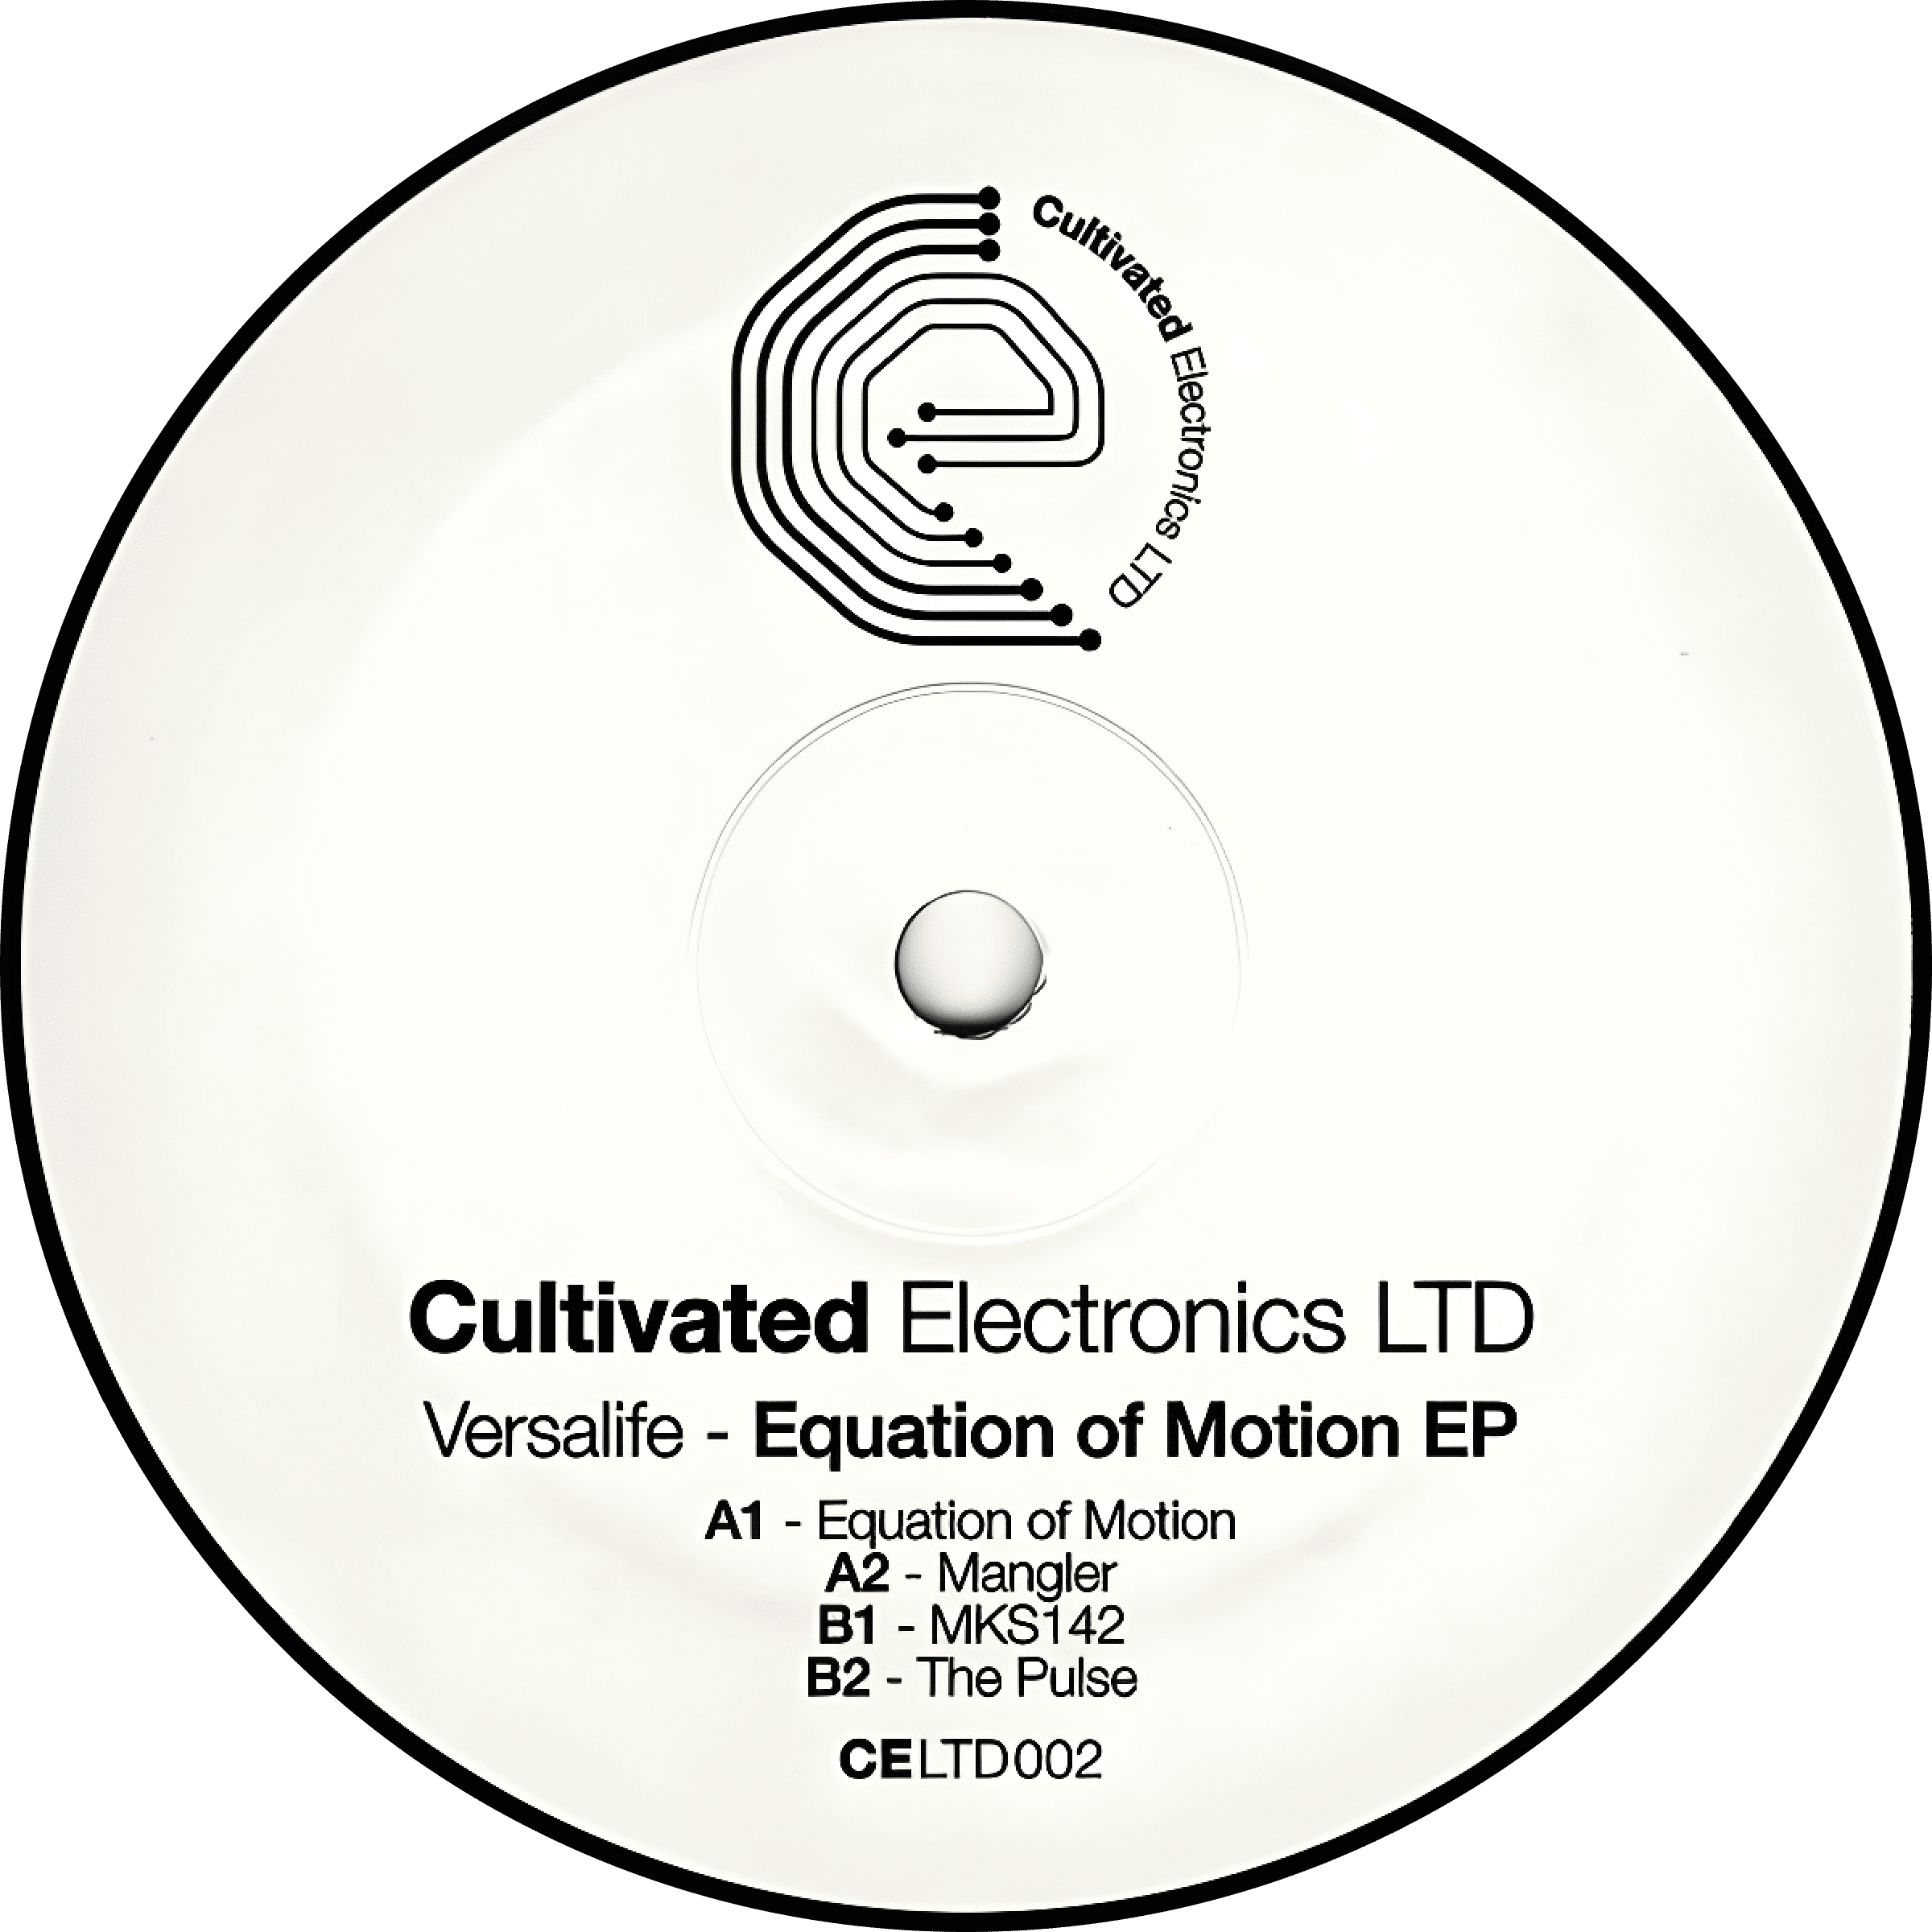 Cultivated Electronics LTD
Cultivated Electronics LTD
Versalife - Equation of Motion EP
A1 - Equation of Motion
A2 - Mangler
B1 - MKS142
B2 - The Pulse
CELTD002